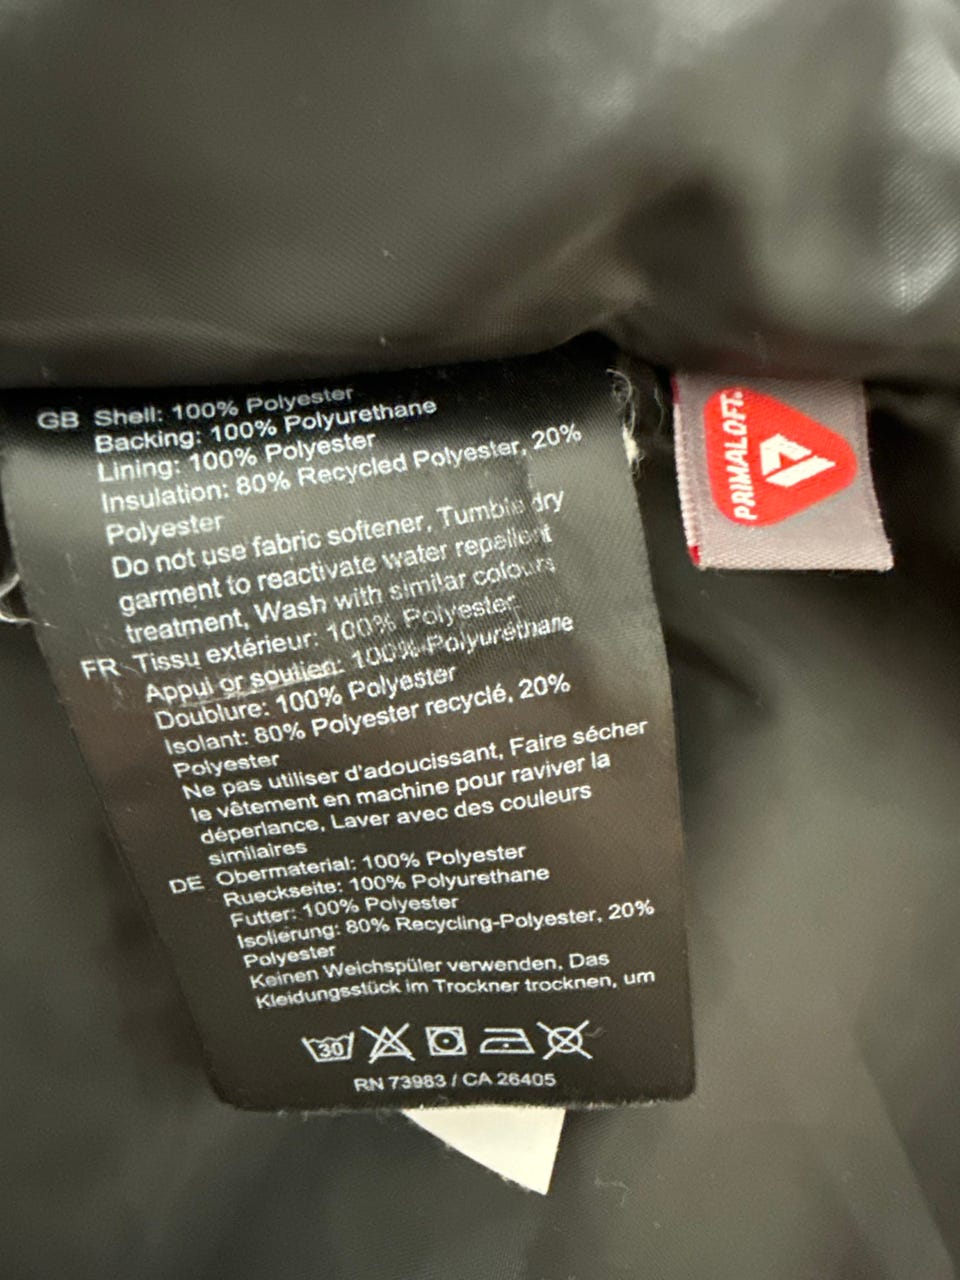 GB Shell: 100% Polyester
Backing: 100% Polyurethane
Lining: 100% Polyester
Insulation: 80% Recycled Polyester, 20%
Polyester
Do not use fabric softener, Tumble dry
garment to reactivate water repellent
treatment, Wash with similar colours
FR Tissu extérieur: 100% Polyester
Appui or soutien: 100% Polyuréthane
Doublure: 100% Polyester
Isolant: 80% Polyester recyclé, 20%
Polyester
Ne pas utiliser d'adoucissant, Faire sécher
le vêtement en machine pour raviver la
déperlance, Laver avec des couleurs
similaires
DE Obermaterial: 100% Polyester
Rueckseite: 100% Polyurethane
Futter: 100% Polyester
Isolierung: 80% Recycling-Polyester, 20%
Polyester
Keinen Weichspüler verwenden, Das
Kleidungsstück im Trockner trocknen, um
30
RN 73983 / CA 26405
PRIMALOFT